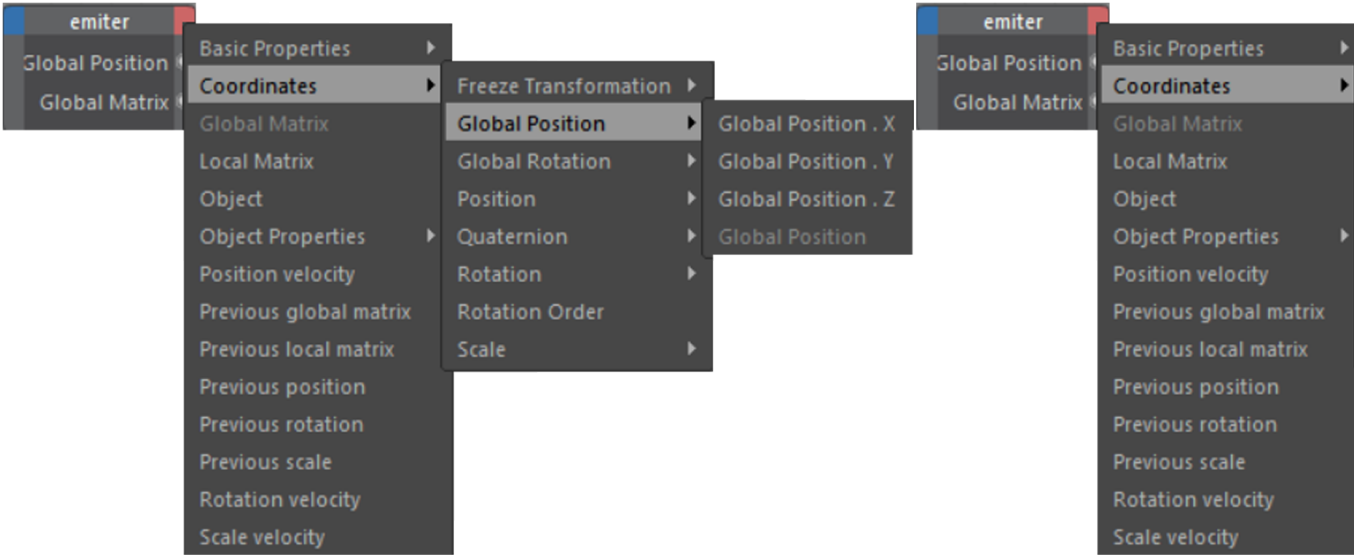 emiter
Global Position
Global Matrix
Basic Properties
Coordinates
Global Matrix
Local Matrix
Object
Object Properties
Position velocity
Previous global matrix
Previous local matrix
Previous position
Previous rotation
Previous scale
Rotation velocity
Scale velocity
Freeze Transformation
Global Position
Global Rotation
Position
Quaternion
Rotation
Rotation Order
Scale
Global Position . X
Global Position . Y
Global Position . Z
Global Position
emiter
Global Position
Global Matrix
Basic Properties
Coordinates
Global Matrix
Local Matrix
Object
Object Properties
Position velocity
Previous global matrix
Previous local matrix
Previous position
Previous rotation
Previous scale
Rotation velocity
Scale velocity